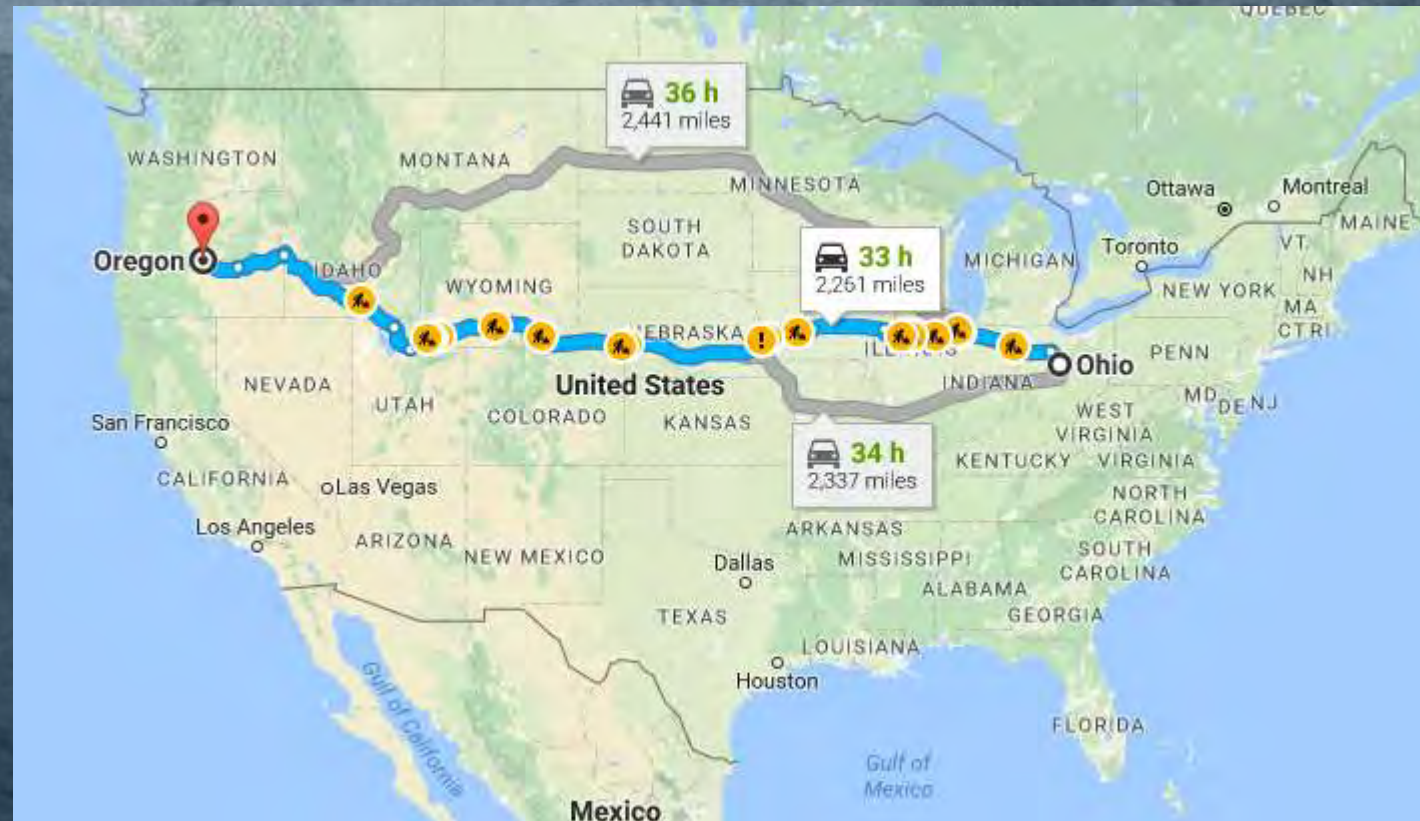 QUEBEC
36 h
2,441 miles
WASHINGTON
MONTANA
MINNESOTA
Ottawa
Montreal
MAINE
SOUTH
DAKOTA
Toronto
VT.
NH
Oregon
IDAHO
33 h
2,261 miles
MICHIGAN
WYOMING
NEW YORK
MA
CT RI
NEBRASKA
ILLINOIS
PENN
Ohio
NEVADA
United States
INDIANA
UTAH
COLORADO
KANSAS
MD
DE NJ
San Francisco
WEST
VIRGINIA
34 h
2,337 miles
KENTUCKY
VIRGINIA
CALIFORNIA
Las Vegas
NORTH
CAROLINA
Los Angeles
ARIZONA
NEW MEXICO
ARKANSAS
Dallas
MISSISSIPPI
SOUTH
CAROLINA
ALABAMA
TEXAS
GEORGIA
LOUISIANA
Houston
Gulf of California
FLORIDA
Gulf of
Mexico
Mexico